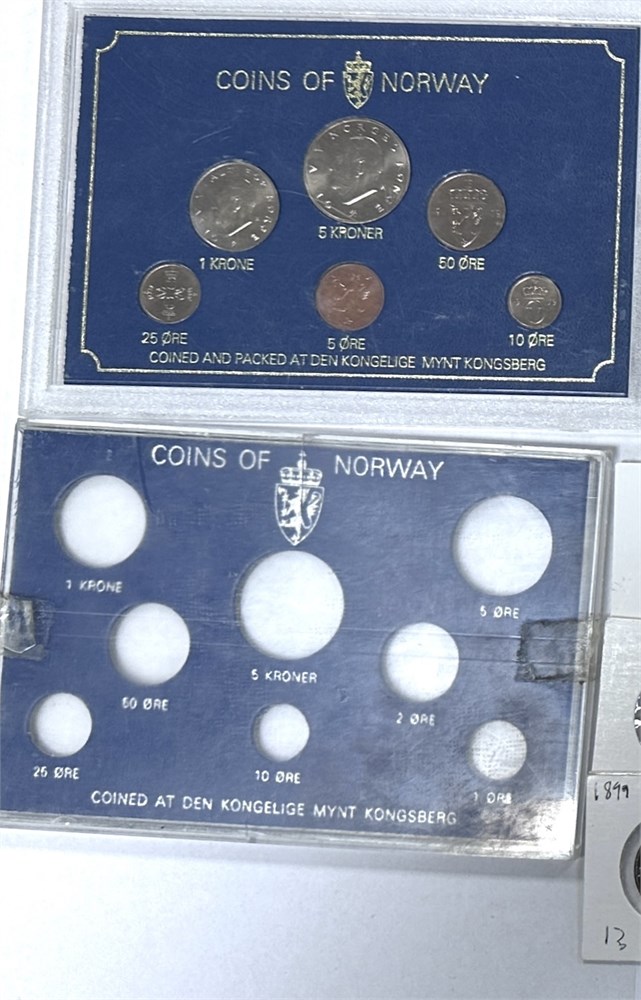 COINS OF NORWAY
5 KRONER
1 KRONE
50 ØRE
25 ØRE
5 ØRE
10 ØRE
COINED AND PACKED AT DEN KONGELIGE MYNT KONGSBERG
COINS OF NORWAY
1 KRONE
5 ØRE
5 KRONER
50 ØRE
2 ØRE
25 ØRE
10 ØRE
1 ØRE
COINED AT DEN KONGELIGE MYNT KONGSBERG
1899
13